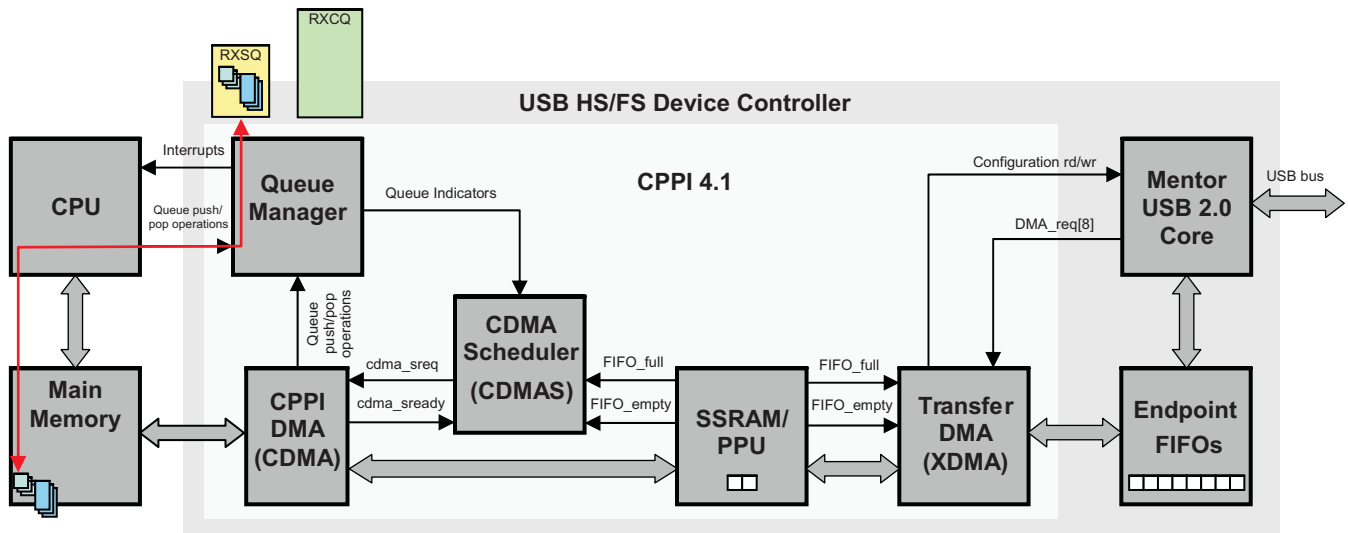 RXCQ
RXSQ
USB HS/FS Device Controller
CPU
Interrupts
Queue push/
pop operations
Queue
Manager
Queue Indicators
CPPI 4.1
Configuration rd/wr
DMA_req[8]
Mentor
USB 2.0
Core
USB bus
Queue
push/pop
operations
CDMA
Scheduler
(CDMAS)
cdma_sreq
cdma_sready
FIFO_full
FIFO_empty
FIFO_full
FIFO_empty
Main
Memory
CPPI
DMA
(CDMA)
SSRAM/
PPU
Transfer
DMA
(XDMA)
Endpoint
FIFOs